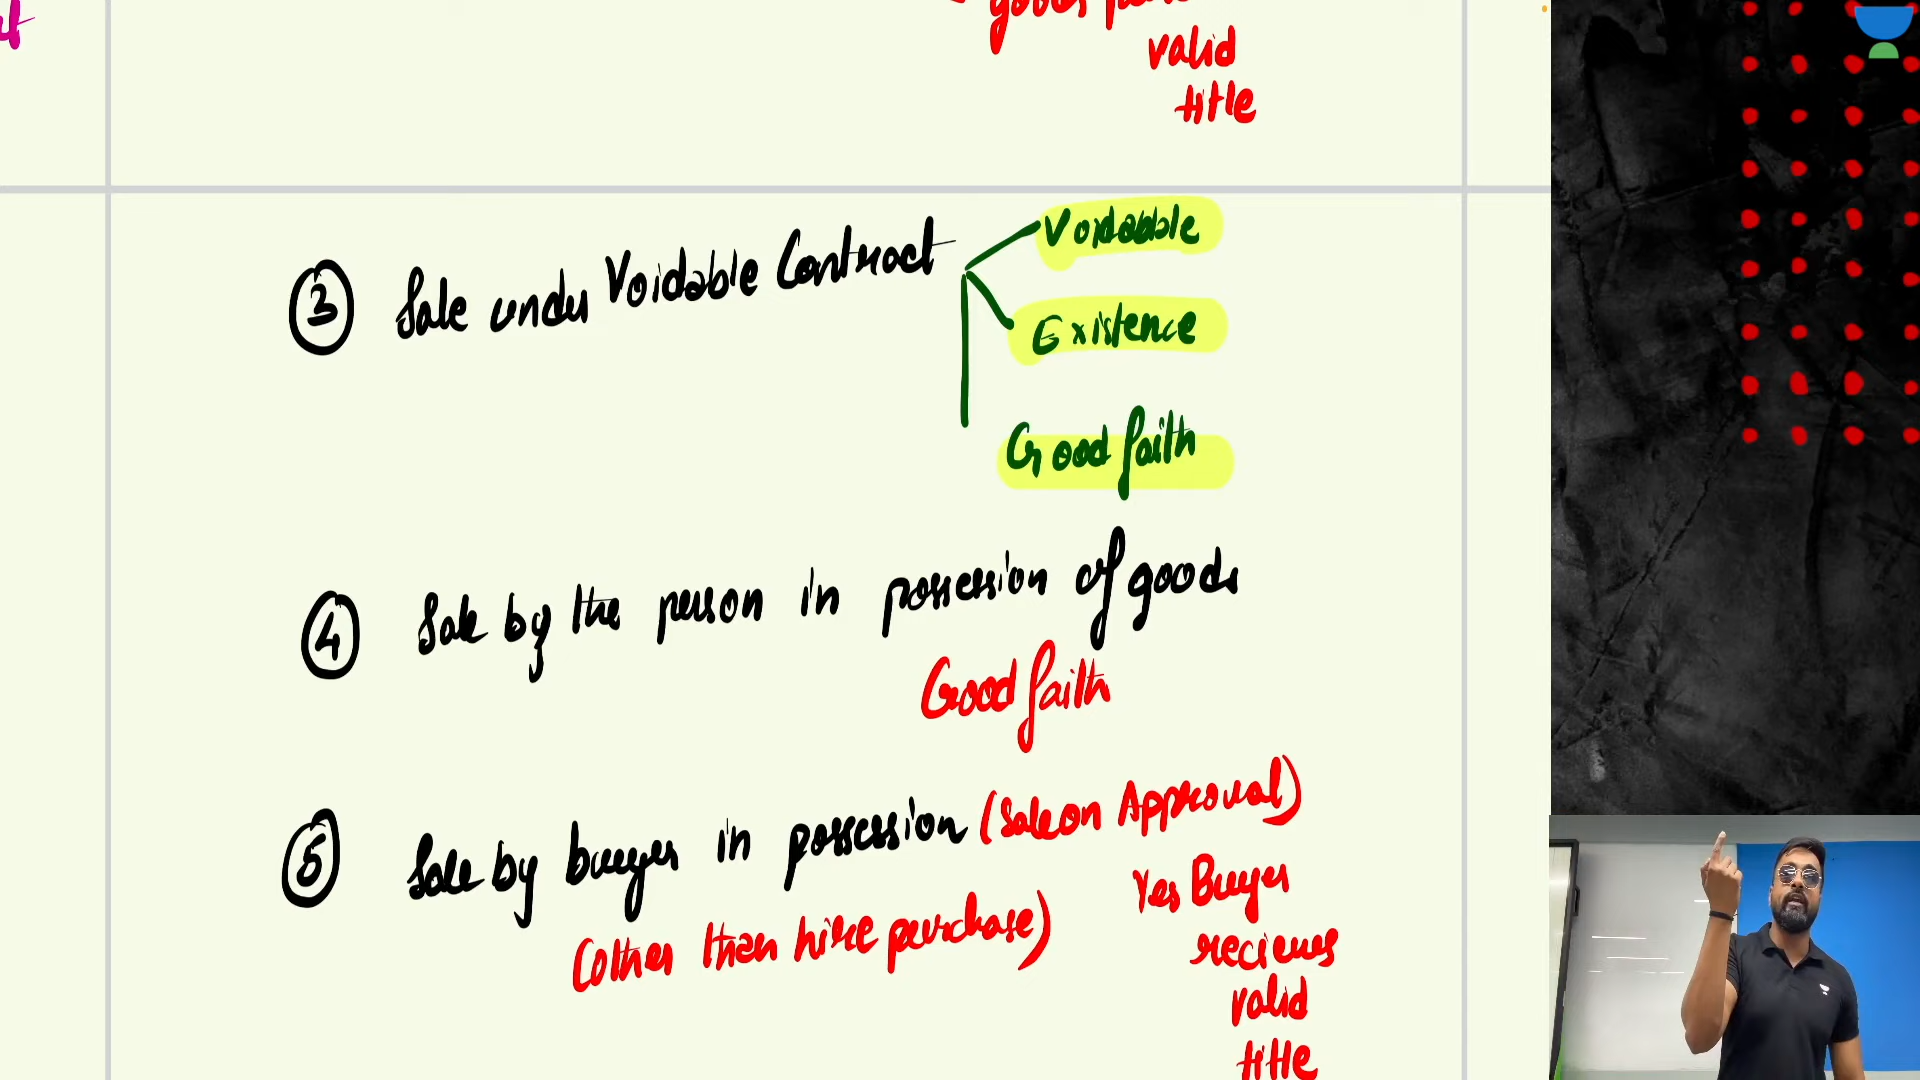 valid
title
3 Sale under Voidable Contract
Voidable
Existence
Good faith
4 Sale by the person in possession of goods
Good faith
5 Sale by buyer in possession (Sale on Approval)
(other than hire purchase)
Yes Buyer
recieves
valid
title